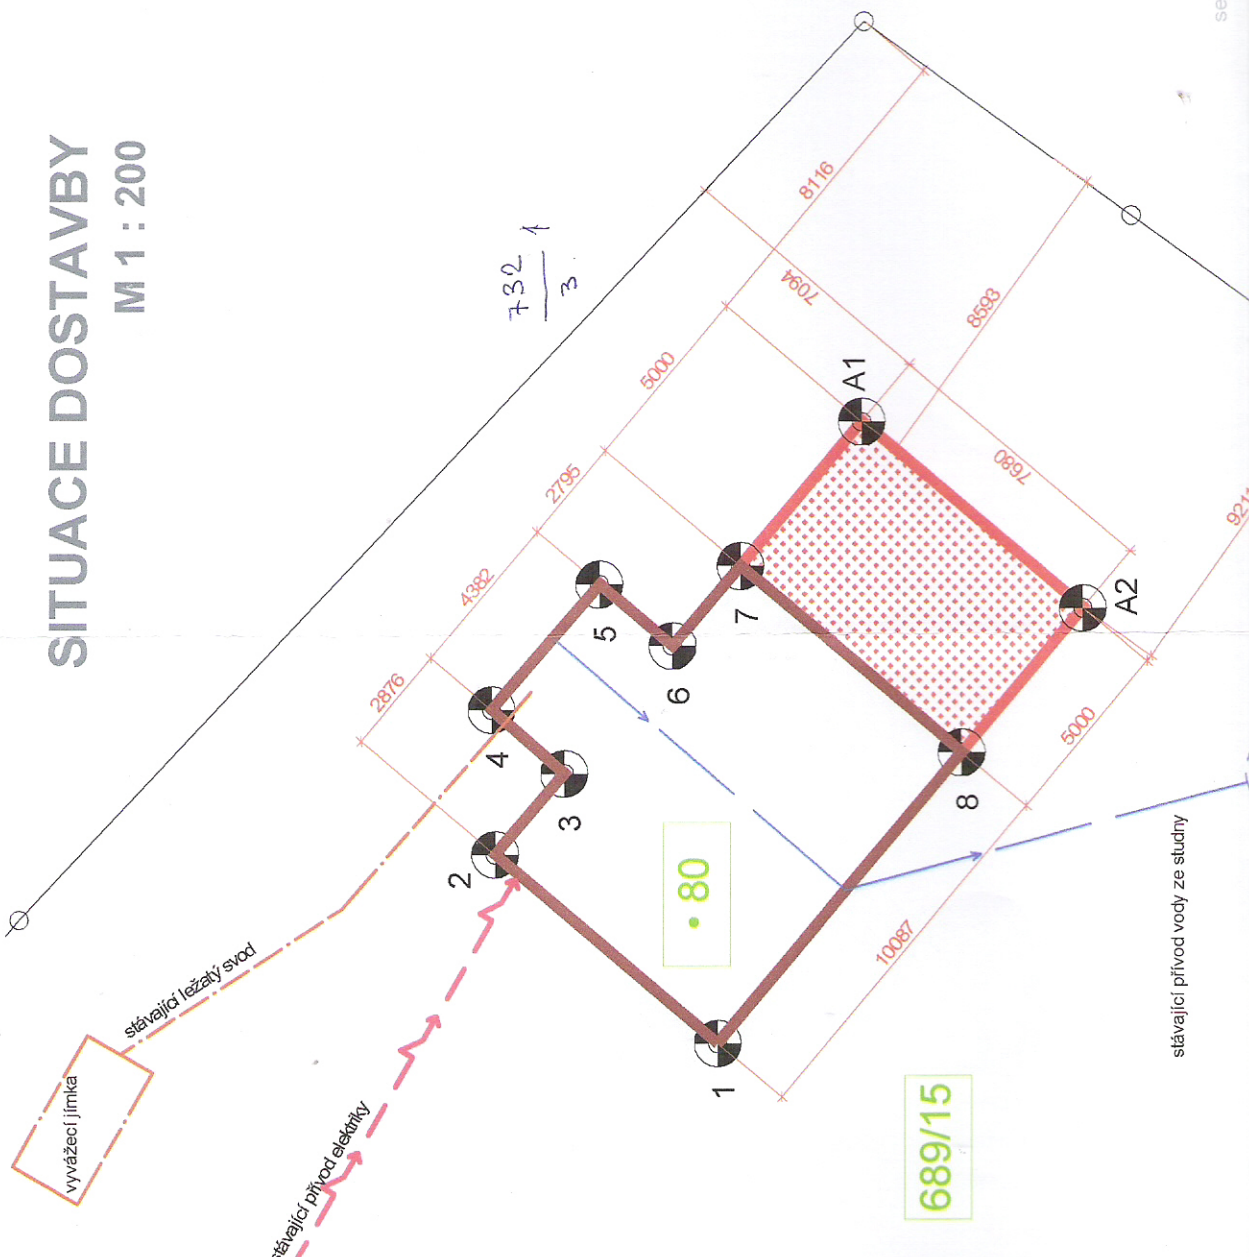 SITUACE DOSTAVBY
M 1 : 200
732 1
3
8116
7094
5000
8593
2795
4382
2876
A1
7680
A2
5
7
6
4
3
2
8
1
5000
10087
• 80
689/15
stávající ležatý svod
vyvážecí jímka
stávající přívod elektriky
stávající přívod vody ze studny